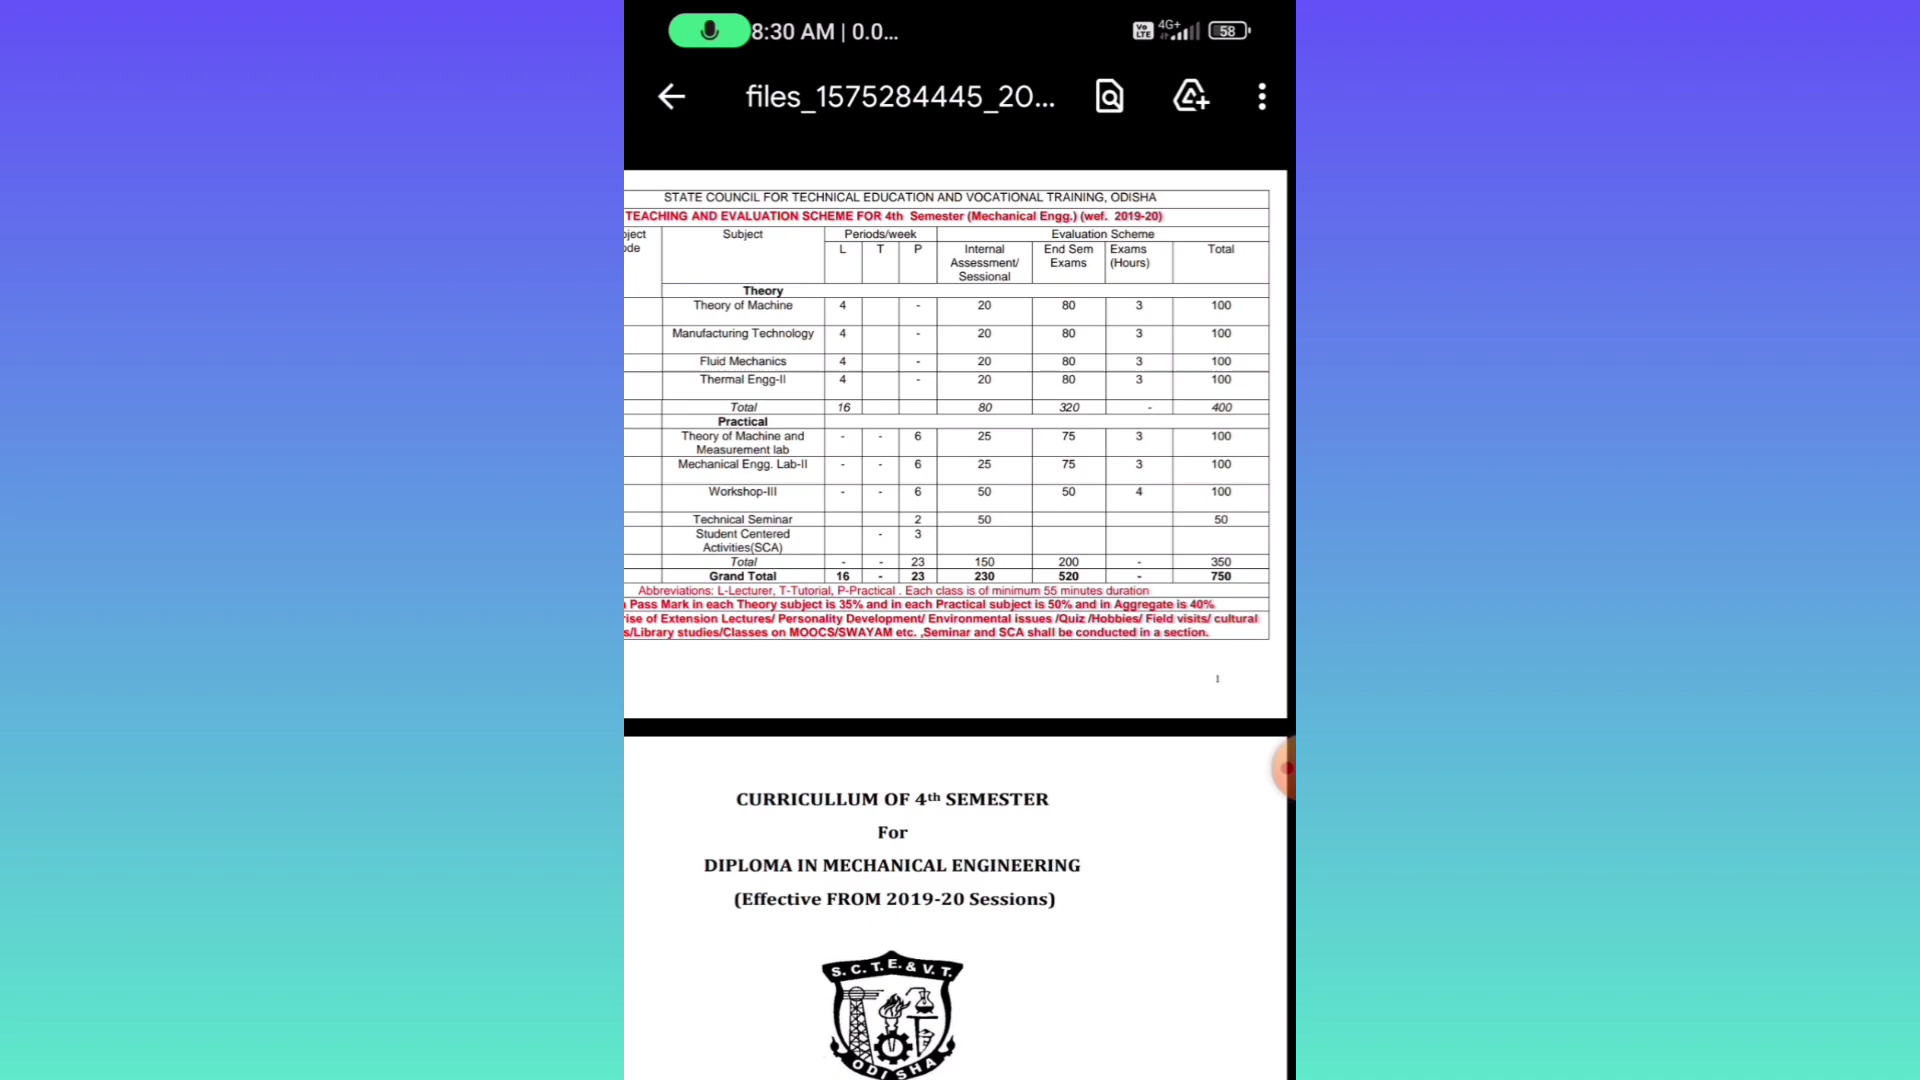 8:30 AM | 0.0...
Vo LTE 4G+ 58
files_1575284445_20...
STATE COUNCIL FOR TECHNICAL EDUCATION AND VOCATIONAL TRAINING, ODISHA
TEACHING AND EVALUATION SCHEME FOR 4th Semester (Mechanical Engg.) (wef. 2019-20)
Subject Periods/week Evaluation Scheme
L T P Internal Assessment/ Sessional End Sem Exams Exams (Hours) Total
Theory
Theory of Machine 4 - 20 80 3 100
Manufacturing Technology 4 - 20 80 3 100
Fluid Mechanics 4 - 20 80 3 100
Thermal Engg-II 4 - 20 80 3 100
Total 16 80 320 - 400
Practical
Theory of Machine and Measurement lab - - 6 25 75 3 100
Mechanical Engg. Lab-II - - 6 25 75 3 100
Workshop-III - - 6 50 50 4 100
Technical Seminar 2 50 50
Student Centered Activities(SCA) - 3
Total - - 23 150 200 - 350
Grand Total 16 - 23 230 520 - 750
Abbreviations: L-Lecturer, T-Tutorial, P-Practical . Each class is of minimum 55 minutes duration
Pass Mark in each Theory subject is 35% and in each Practical subject is 50% and in Aggregate is 40%
rise of Extension Lectures/ Personality Development/ Environmental issues /Quiz /Hobbies/ Field visits/ cultural
s/Library studies/Classes on MOOCS/SWAYAM etc. ,Seminar and SCA shall be conducted in a section.
1
CURRICULLUM OF 4th SEMESTER
For
DIPLOMA IN MECHANICAL ENGINEERING
(Effective FROM 2019-20 Sessions)
S. C. T. E. & V. T.
ODISHA